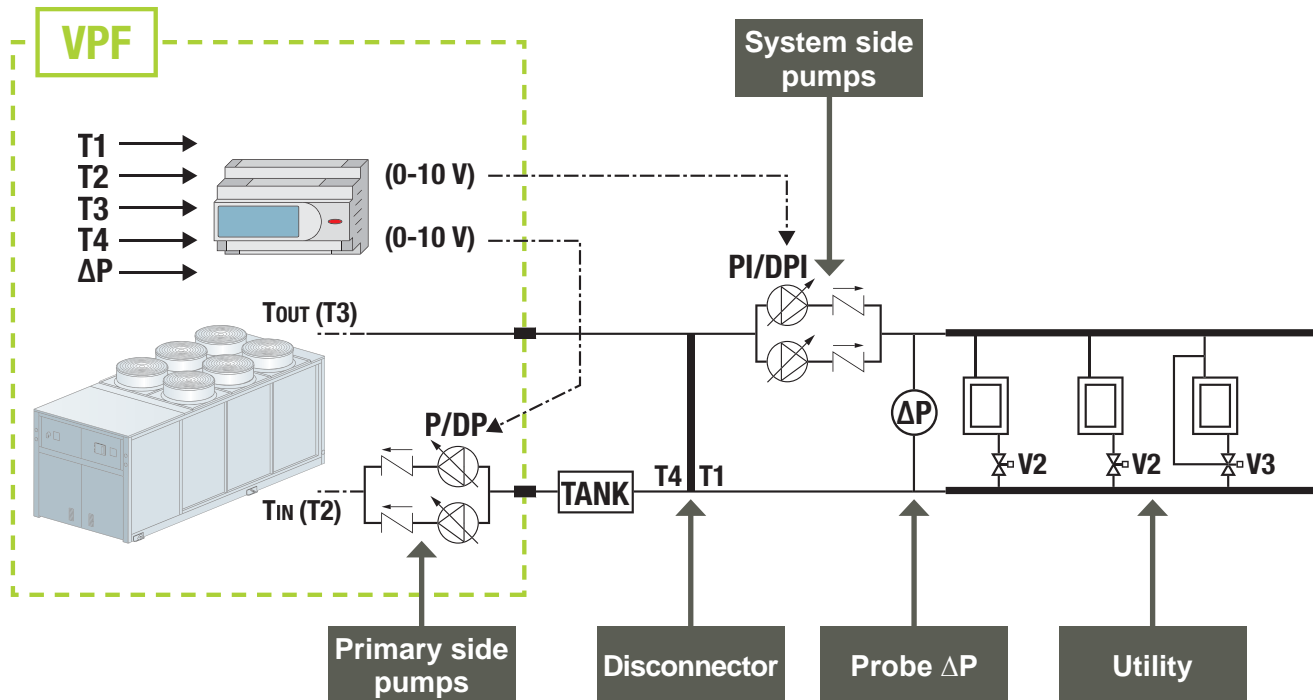 VPF
System side
pumps
T1
T2
T3
T4
ΔP
(0-10 V)
(0-10 V)
PI/DPI
TOUT (T3)
P/DP
ΔP
TIN (T2)
TANK
T4 T1
V2
V2
V3
Primary side
pumps
Disconnector
Probe ΔP
Utility